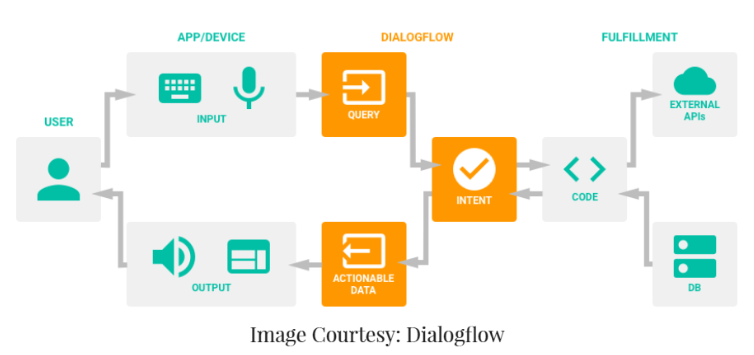 APP/DEVICE
DIALOGFLOW
FULFILLMENT
USER
INPUT
QUERY
EXTERNAL
APIs
INTENT
CODE
OUTPUT
ACTIONABLE
DATA
DB
Image Courtesy: Dialogflow